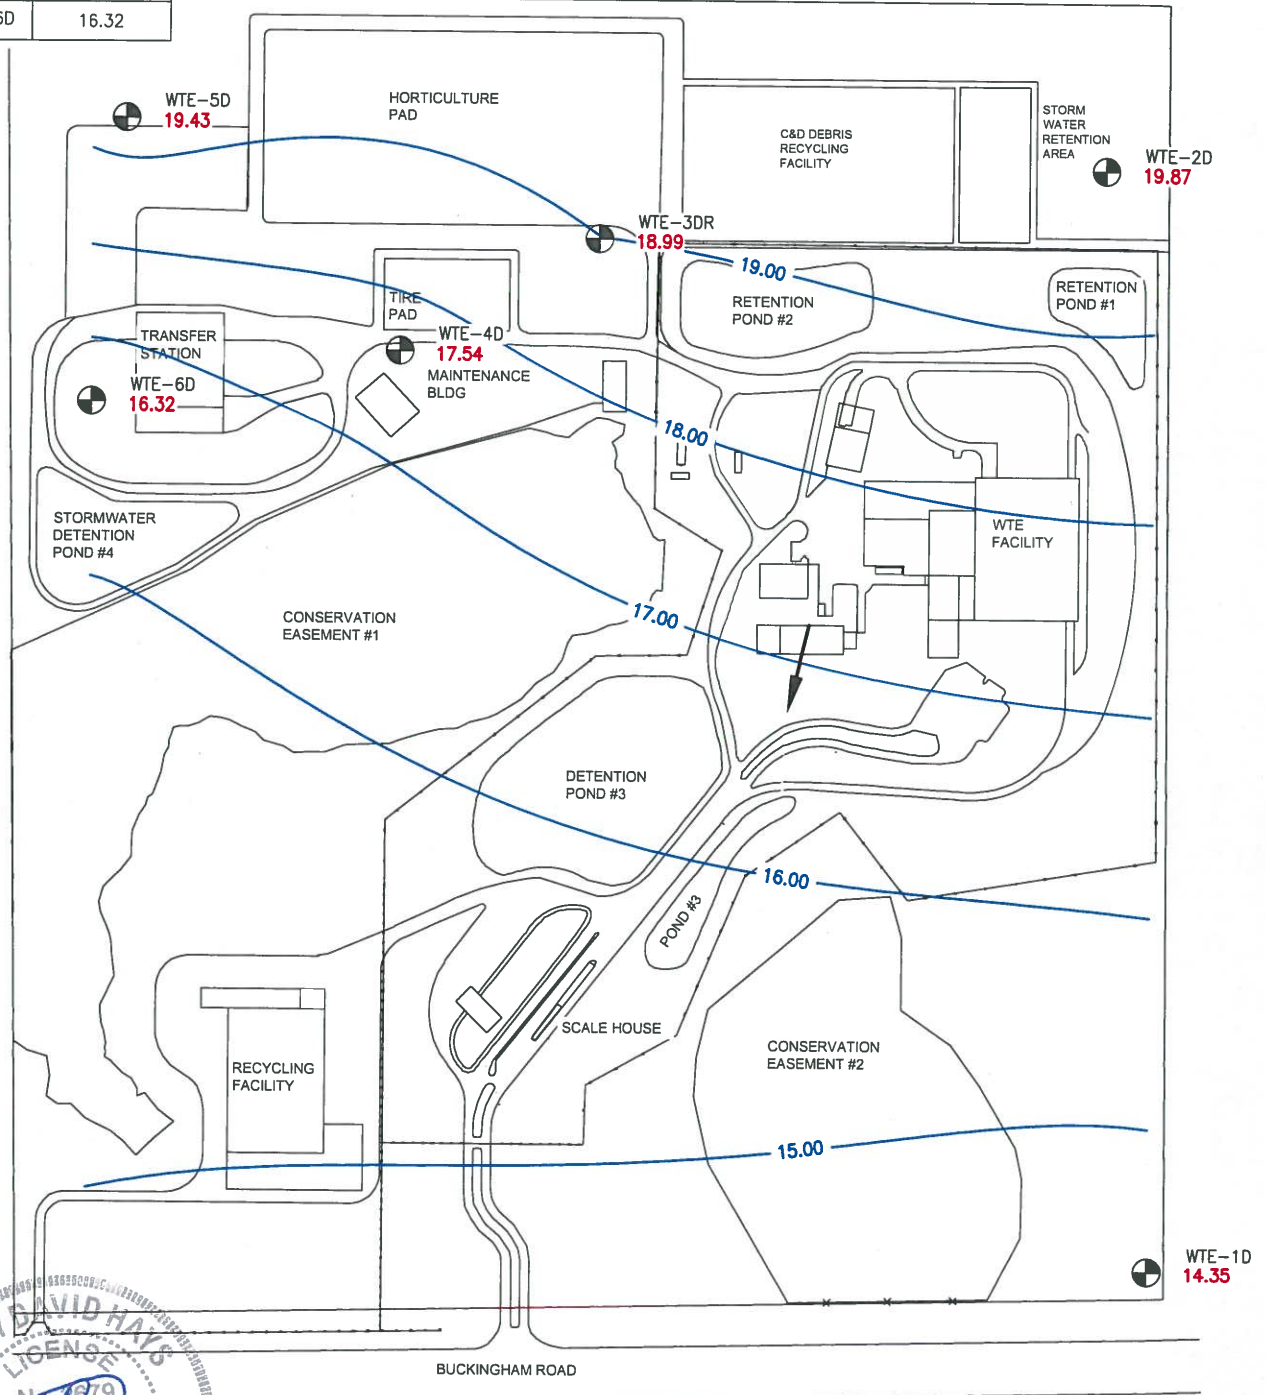 6D 16.32
WTE-5D
19.43
HORTICULTURE
PAD
C&D DEBRIS
RECYCLING
FACILITY
STORM
WATER
RETENTION
AREA
WTE-2D
19.87
WTE-3DR
18.99
19.00
RETENTION
POND #2
RETENTION
POND #1
TIRE
PAD
WTE-4D
17.54
MAINTENANCE
BLDG
TRANSFER
STATION
WTE-6D
16.32
18.00
STORMWATER
DETENTION
POND #4
WTE
FACILITY
CONSERVATION
EASEMENT #1
17.00
DETENTION
POND #3
16.00
POND #3
SCALE HOUSE
CONSERVATION
EASEMENT #2
RECYCLING
FACILITY
15.00
WTE-1D
14.35
DAVID HAYS
LICENSE
BUCKINGHAM ROAD